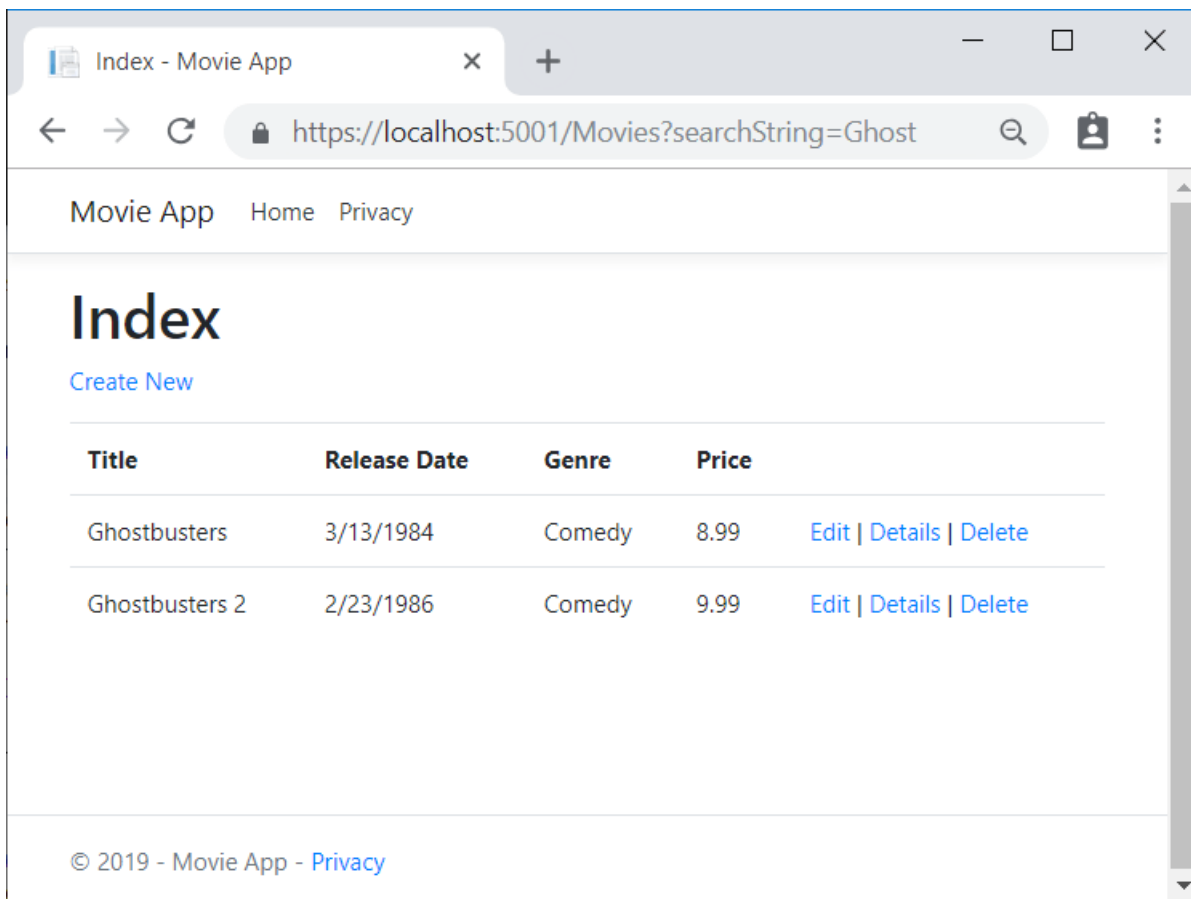 Index - Movie App
https://localhost:5001/Movies?searchString=Ghost
Movie App Home Privacy
Index
Create New
Title Release Date Genre Price
Ghostbusters 3/13/1984 Comedy 8.99 Edit | Details | Delete
Ghostbusters 2 2/23/1986 Comedy 9.99 Edit | Details | Delete
© 2019 - Movie App - Privacy